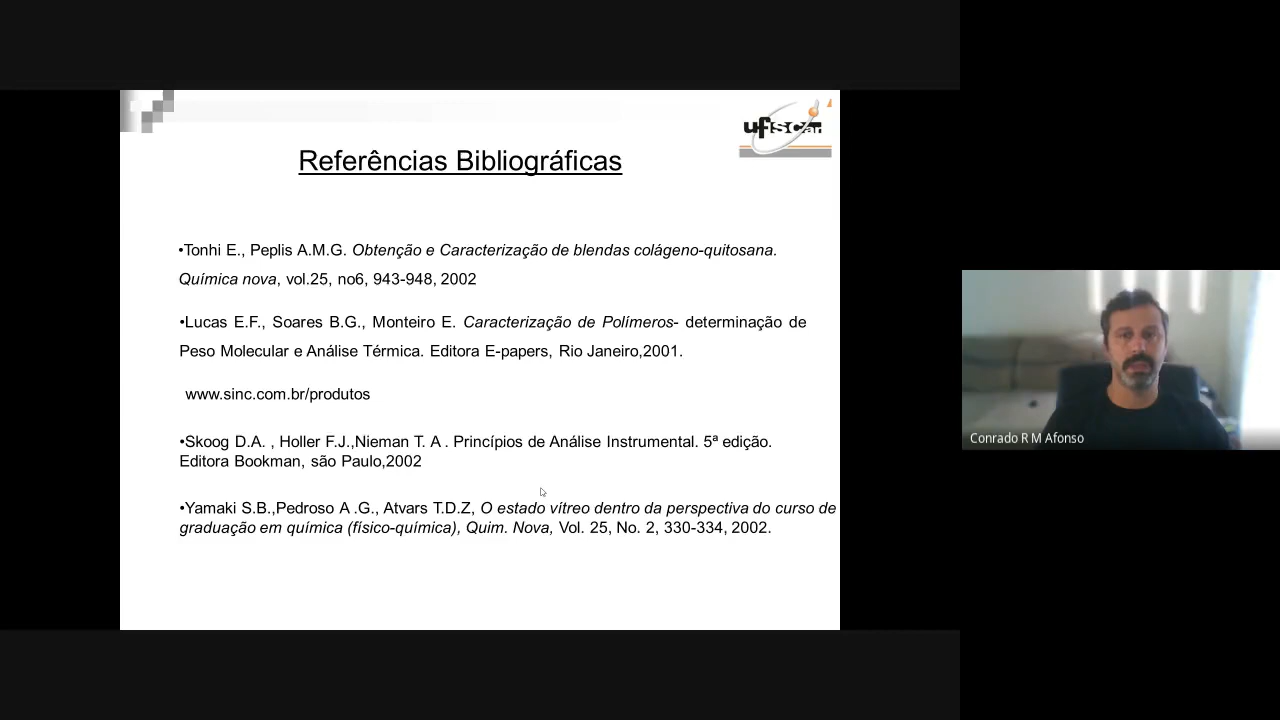 ufscar
Referências Bibliográficas
•Tonhi E., Peplis A.M.G. Obtenção e Caracterização de blendas colágeno-quitosana.
Química nova, vol.25, no6, 943-948, 2002
•Lucas E.F., Soares B.G., Monteiro E. Caracterização de Polímeros- determinação de
Peso Molecular e Análise Térmica. Editora E-papers, Rio Janeiro,2001.
www.sinc.com.br/produtos
•Skoog D.A. , Holler F.J.,Nieman T. A . Princípios de Análise Instrumental. 5ª edição.
Editora Bookman, são Paulo,2002
•Yamaki S.B.,Pedroso A .G., Atvars T.D.Z, O estado vítreo dentro da perspectiva do curso de
graduação em química (físico-química), Quim. Nova, Vol. 25, No. 2, 330-334, 2002.
Conrado R M Afonso